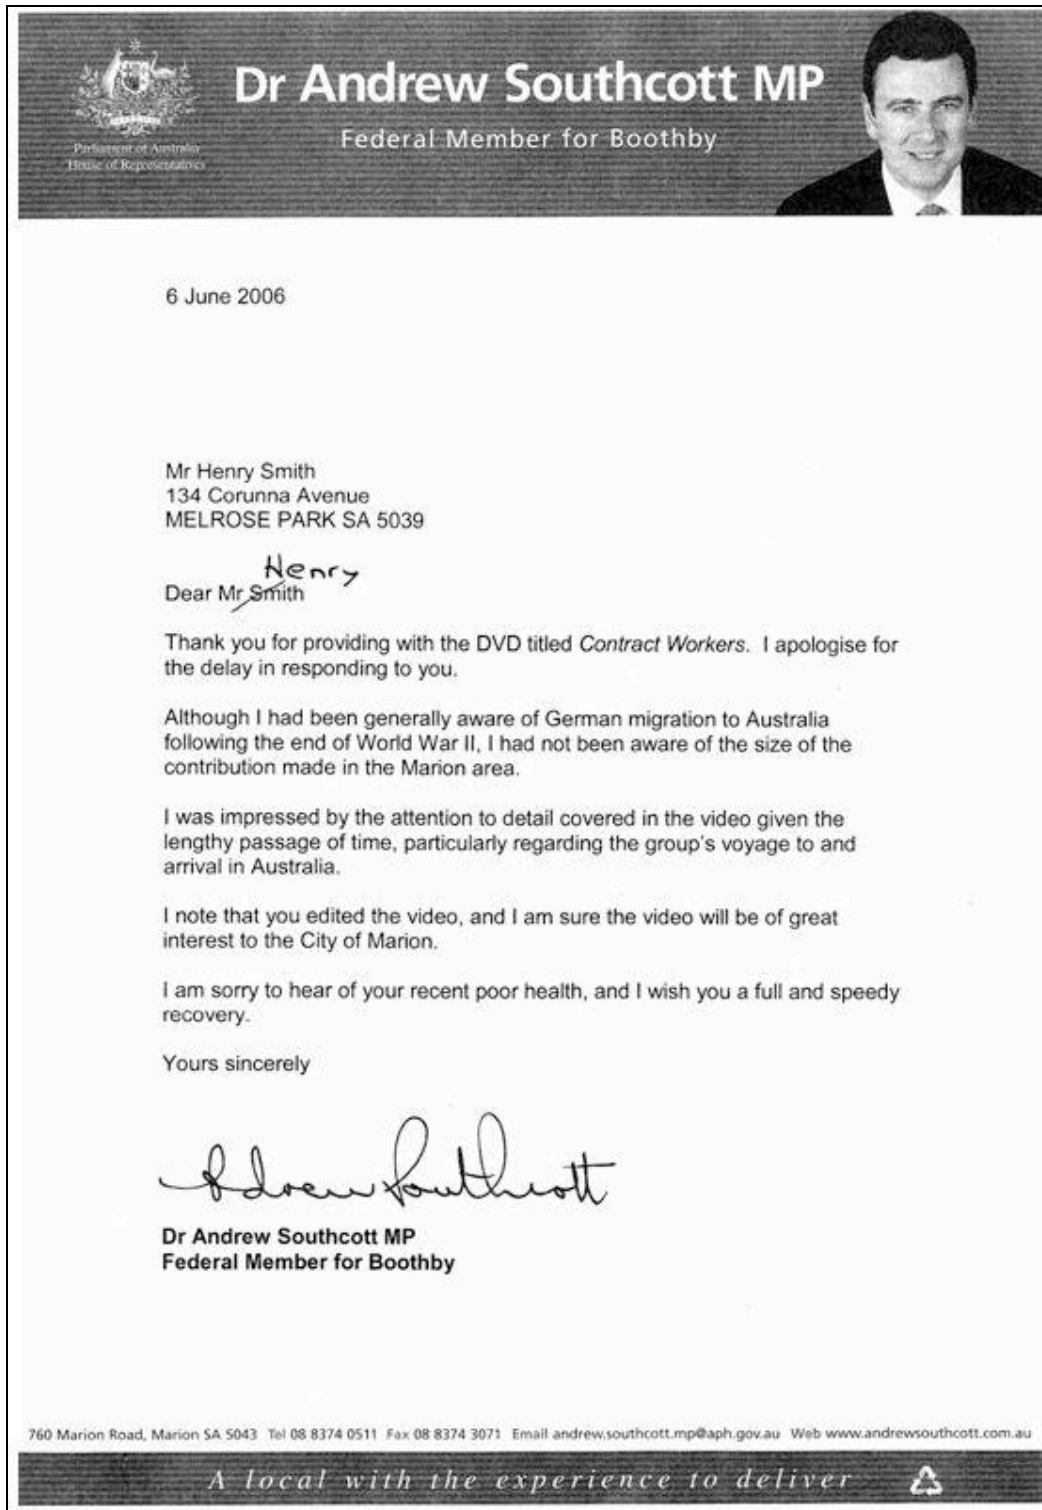 Dr Andrew Southcott MP
Federal Member for Boothby
Parliament of Australia
House of Representatives
6 June 2006
Mr Henry Smith
134 Corunna Avenue
MELROSE PARK SA 5039
Henry
Dear Mr Smith
Thank you for providing with the DVD titled Contract Workers. I apologise for
the delay in responding to you.
Although I had been generally aware of German migration to Australia
following the end of World War II, I had not been aware of the size of the
contribution made in the Marion area.
I was impressed by the attention to detail covered in the video given the
lengthy passage of time, particularly regarding the group's voyage to and
arrival in Australia.
I note that you edited the video, and I am sure the video will be of great
interest to the City of Marion.
I am sorry to hear of your recent poor health, and I wish you a full and speedy
recovery.
Yours sincerely
Andrew Southcott
Dr Andrew Southcott MP
Federal Member for Boothby
760 Marion Road, Marion SA 5043 Tel 08 8374 0511 Fax 08 8374 3071 Email andrew.southcott.mp@aph.gov.au Web www.andrewsouthcott.com.au
A local with the experience to deliver